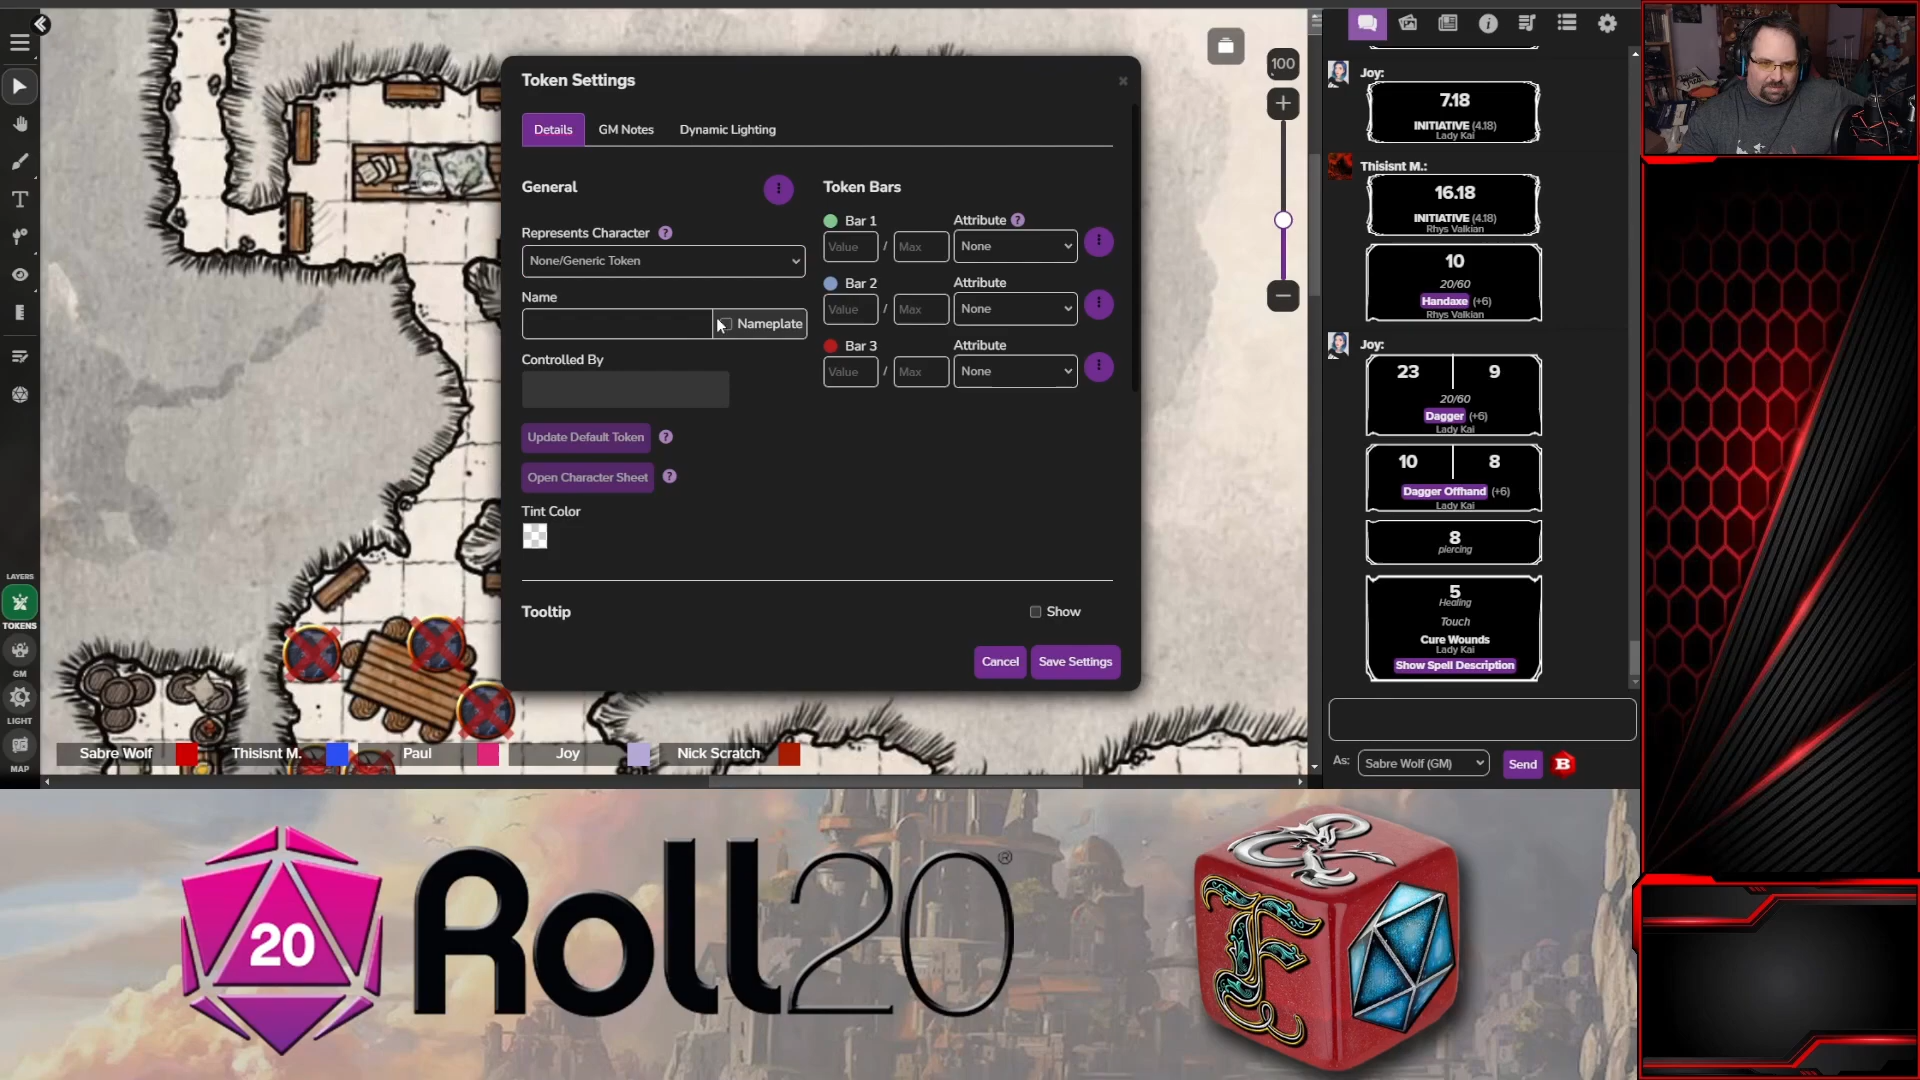 Token Settings
Details GM Notes Dynamic Lighting
General
Represents Character ?
None/Generic Token
Name
Nameplate
Controlled By
Update Default Token ?
Open Character Sheet ?
Tint Color
Token Bars
Bar 1 Attribute ?
Value / Max None
Bar 2 Attribute
Value / Max None
Bar 3 Attribute
Value / Max None
Tooltip Show
Cancel Save Settings
100
LAYERS
TOKENS
GM
LIGHT
MAP
Sabre Wolf Thisisnt M. Paul Joy Nick Scratch
Joy:
7.18
INITIATIVE (4.18)
Lady Kai
Thisisnt M.:
16.18
INITIATIVE (4.18)
Rhys Valkian
10
20/60
Handaxe (+6)
Rhys Valkian
Joy:
23 9
20/60
Dagger (+6)
Lady Kai
10 8
Dagger Offhand (+6)
Lady Kai
8
piercing
5
Healing
Touch
Cure Wounds
Lady Kai
Show Spell Description
As: Sabre Wolf (GM) Send B
20 Roll20®
E